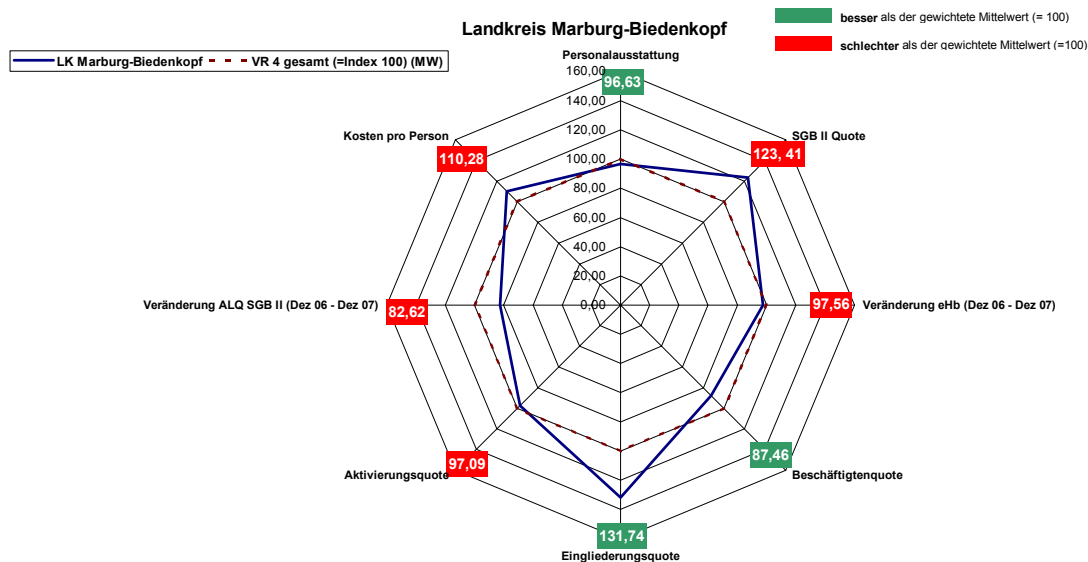 Landkreis Marburg-Biedenkopf
besser als der gewichtete Mittelwert (= 100)
schlechter als der gewichtete Mittelwert (=100)
LK Marburg-Biedenkopf VR 4 gesamt (=Index 100) (MW)
Personalausstattung
160,00
96,63
140,00
120,00
100,00
80,00
60,00
40,00
20,00
0,00
SGB II Quote
123, 41
Veränderung eHb (Dez 06 - Dez 07)
97,56
87,46
Beschäftigtenquote
131,74
Eingliederungsquote
97,09
Aktivierungsquote
Veränderung ALQ SGB II (Dez 06 - Dez 07)
82,62
Kosten pro Person
110,28